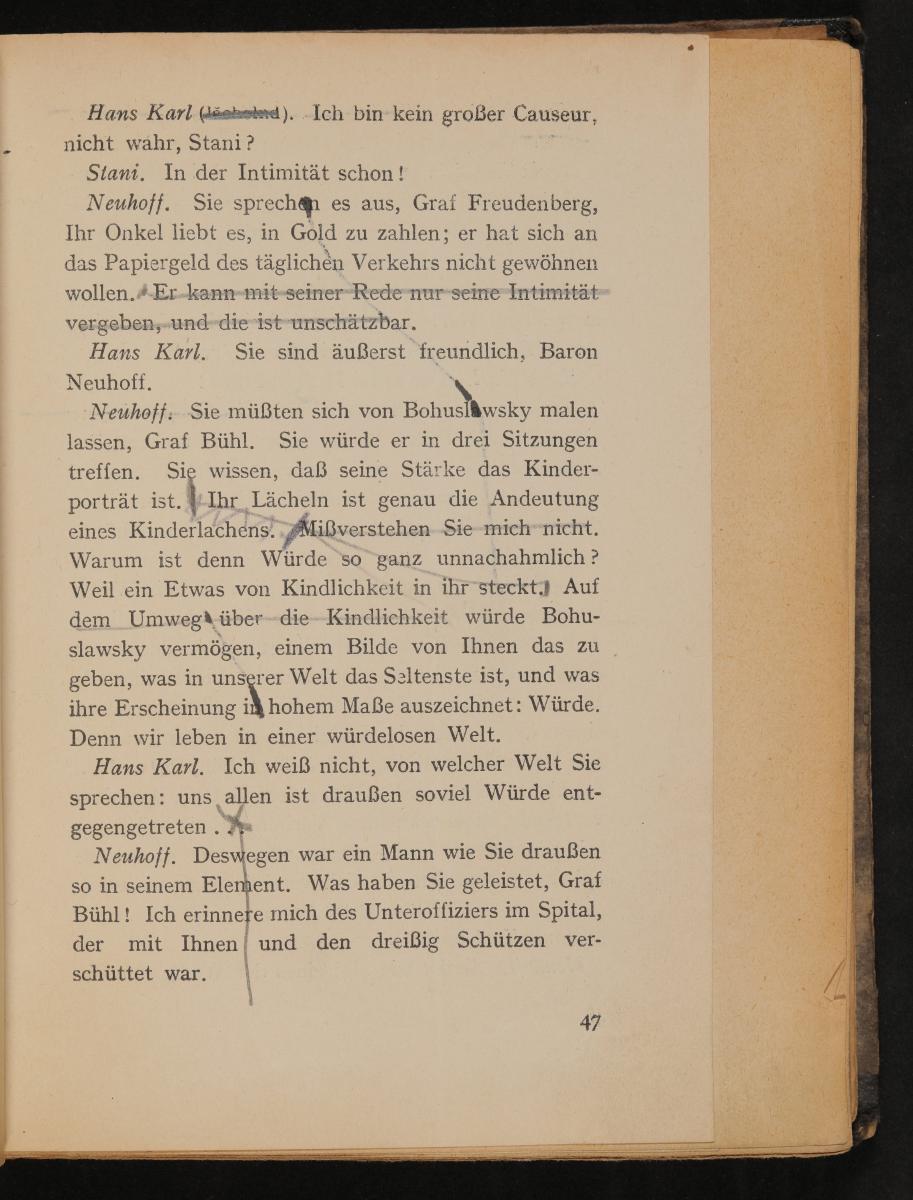 Hans Karl (lächelnd). Ich bin kein großer Causeur,
nicht wahr, Stani?
Stani. In der Intimität schon!
Neuhoff. Sie sprechen es aus, Graf Freudenberg,
Ihr Onkel liebt es, in Gold zu zahlen; er hat sich an
das Papiergeld des täglichen Verkehrs nicht gewöhnen
wollen. Er kann mit seiner Rede nur seine Intimität
vergeben, und die ist unschätzbar.
Hans Karl. Sie sind äußerst freundlich, Baron
Neuhoff.
Neuhoff. Sie müßten sich von Bohuslawsky malen
lassen, Graf Bühl. Sie würde er in drei Sitzungen
treffen. Sie wissen, daß seine Stärke das Kinder-
porträt ist. Ihr Lächeln ist genau die Andeutung
eines Kinderlachens. Mißverstehen Sie mich nicht.
Warum ist denn Würde so ganz unnachahmlich?
Weil ein Etwas von Kindlichkeit in ihr steckt. Auf
dem Umweg über die Kindlichkeit würde Bohu-
slawsky vermögen, einem Bilde von Ihnen das zu
geben, was in unserer Welt das Seltenste ist, und was
ihre Erscheinung in hohem Maße auszeichnet: Würde.
Denn wir leben in einer würdelosen Welt.
Hans Karl. Ich weiß nicht, von welcher Welt Sie
sprechen: uns allen ist draußen soviel Würde ent-
gegengetreten . . .
Neuhoff. Deswegen war ein Mann wie Sie draußen
so in seinem Element. Was haben Sie geleistet, Graf
Bühl! Ich erinnere mich des Unteroffiziers im Spital,
der mit Ihnen und den dreißig Schützen ver-
schüttet war.
47